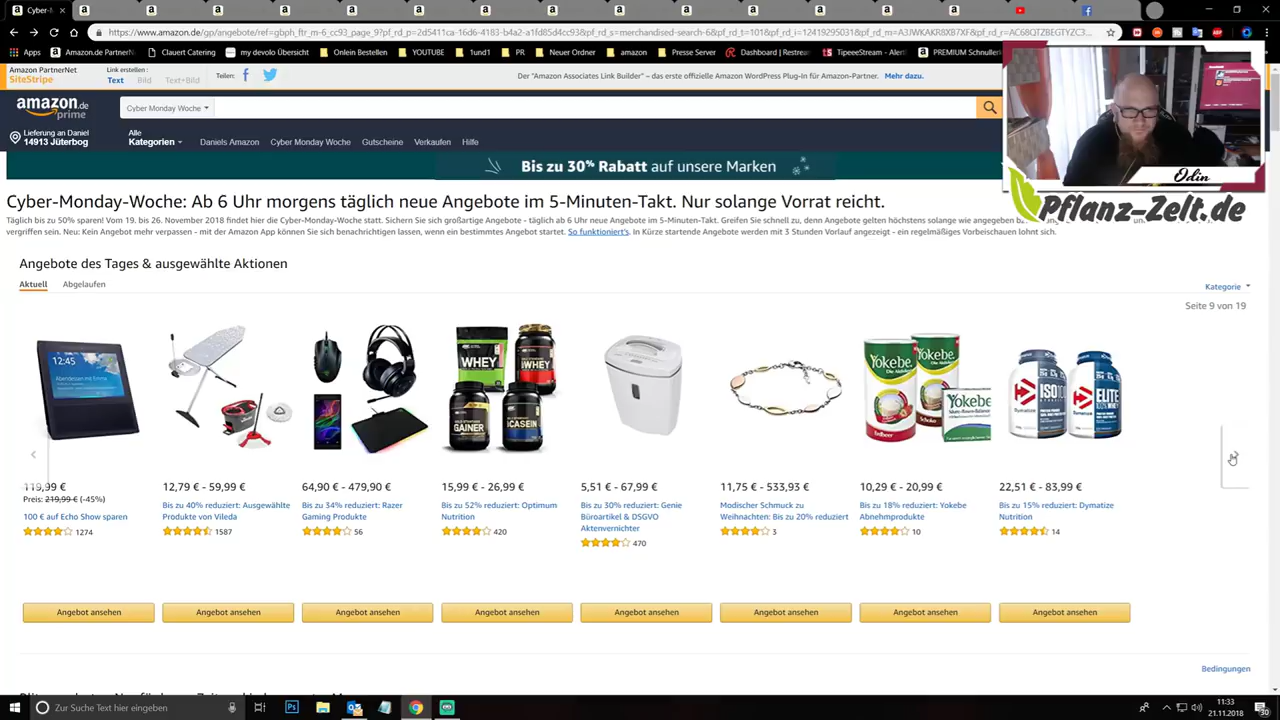 Cyber-M
https://www.amazon.de/gp/angebote/ref=gbph_ftr_m-6_cc93_page_9?pf_rd_p=2d5411ca-16d6-4183-b4a2-a1fd85d4cc93&pf_rd_s=merchandised-search-6&pf_rd_t=101&pf_rd_i=12419295031&pf_rd_m=A3JWKAKR8XB7XF&pf_rd_r=AC68QTZBEGTYZC3...
Apps Amazon.de PartnerN Clauert Catering my devolo Übersicht Onlein Bestellen YOUTUBE 1und1 PR Neuer Ordner amazon Presse Server Dashboard | Restrea TipeeeStream - Alert PREMIUM Schnuller
Amazon PartnerNet
SiteStripe
Link erstellen:
Text Bild Text+Bild
Teilen:
Der "Amazon Associates Link Builder" – das erste offizielle Amazon WordPress Plug-In für Amazon-Partner. Mehr dazu.
amazon.de
prime
Cyber Monday Woche
Lieferung an Daniel
14913 Jüterbog
Alle
Kategorien
Daniels Amazon Cyber Monday Woche Gutscheine Verkaufen Hilfe
Bis zu 30% Rabatt auf unsere Marken
Odin
Pflanz-Zelt.de
Cyber-Monday-Woche: Ab 6 Uhr morgens täglich neue Angebote im 5-Minuten-Takt. Nur solange Vorrat reicht.
Täglich bis zu 50% sparen! Vom 19. bis 26. November 2018 findet hier die Cyber-Monday-Woche statt. Sichern Sie sich großartige Angebote - täglich ab 6 Uhr neue Angebote im 5-Minuten-Takt. Greifen Sie schnell zu, denn Angebote gelten höchstens solange wie angegeben
vergriffen sein. Neu: Kein Angebot mehr verpassen - mit der Amazon App können Sie sich benachrichtigen lassen, wenn ein bestimmtes Angebot startet. So funktioniert's. In Kürze startende Angebote werden mit 3 Stunden Vorlauf angezeigt - ein regelmäßiges Vorbeischauen lohnt sich.
Angebote des Tages & ausgewählte Aktionen
Aktuell Abgelaufen
Kategorie
Seite 9 von 19
12:45
WHEY
WHEY
GAINER
CASEIN
Yokebe
Yokebe
Yokebe
ISO100
ELITE
119,99 €
Preis: 219,99 € (-45%)
100 € auf Echo Show sparen
1274
12,79 € - 59,99 €
Bis zu 40% reduziert: Ausgewählte
Produkte von Vileda
1587
64,90 € - 479,90 €
Bis zu 34% reduziert: Razer
Gaming Produkte
56
15,99 € - 26,99 €
Bis zu 52% reduziert: Optimum
Nutrition
420
5,51 € - 67,99 €
Bis zu 30% reduziert: Genie
Büroartikel & DSGVO
Aktenvernichter
470
11,75 € - 533,93 €
Modischer Schmuck zu
Weihnachten: Bis zu 20% reduziert
3
10,29 € - 20,99 €
Bis zu 18% reduziert: Yokebe
Abnehmprodukte
10
22,51 € - 83,99 €
Bis zu 15% reduziert: Dymatize
Nutrition
14
Angebot ansehen Angebot ansehen Angebot ansehen Angebot ansehen Angebot ansehen Angebot ansehen Angebot ansehen Angebot ansehen
Bedingungen
Zur Suche Text hier eingeben
11:33
21.11.2018
30